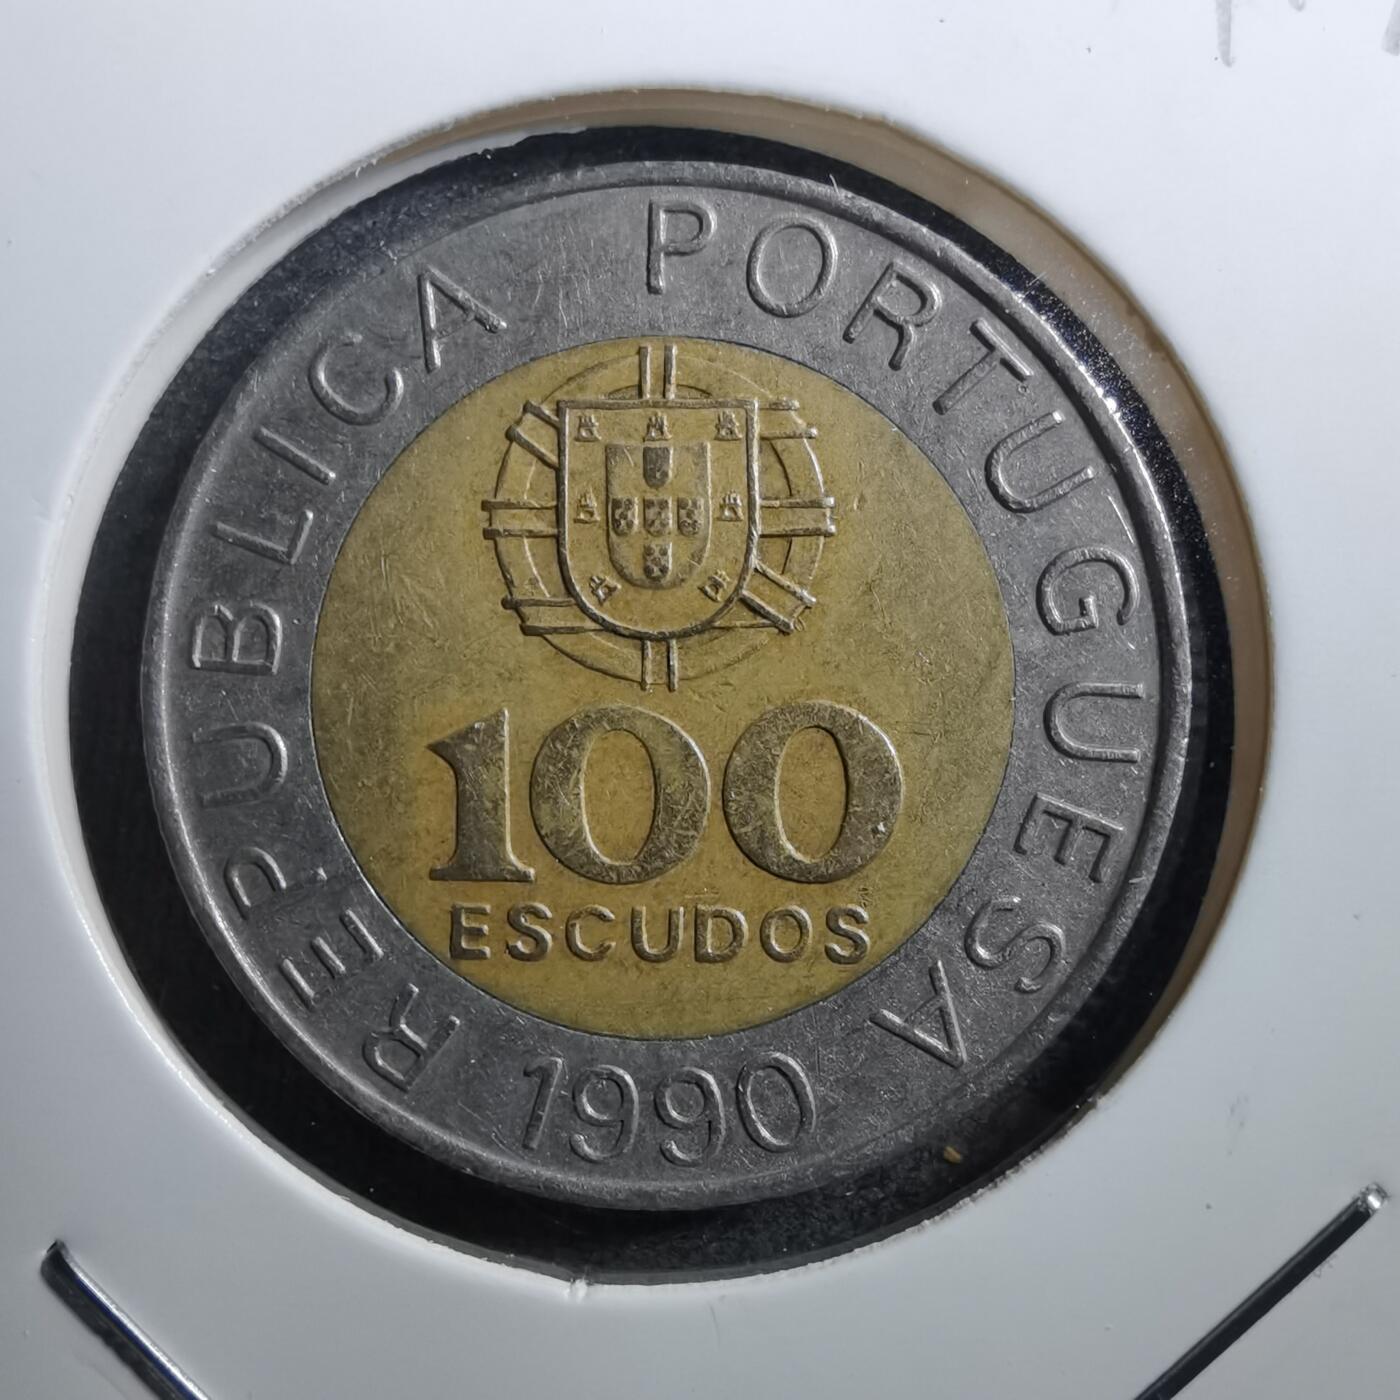 REPUBLICA PORTUGUESA
100
ESCUDOS
1990